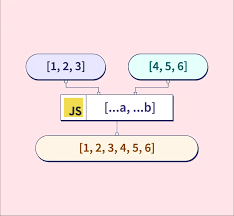 [1, 2, 3]
[4, 5, 6]
JS
[...a, ...b]
[1, 2, 3, 4, 5, 6]